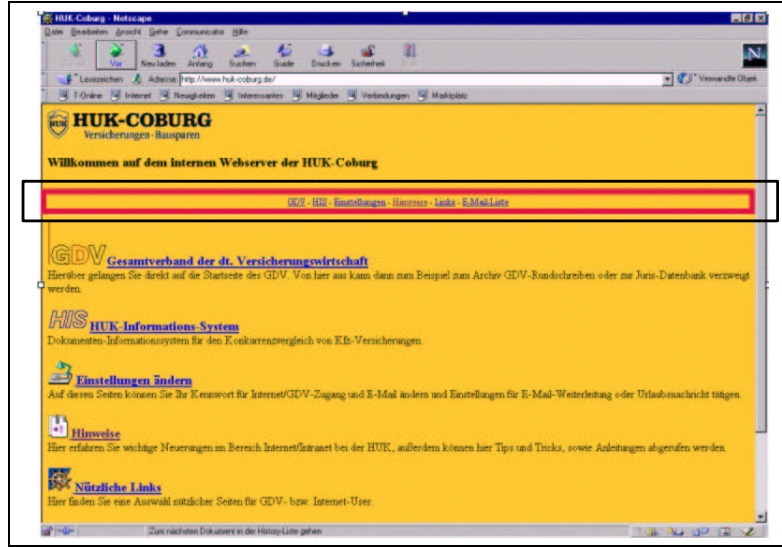 HUK-Coburg - Netscape
Datei Bearbeiten Ansicht Gehe Communicator Hilfe
Vor Neu laden Anfang Suchen Guide Drucken Sicherheit
Lesezeichen Adresse: http://www.huk-coburg.de/ Verwandte Objek
T-Online Internet Neuigkeiten Interessantes Mitglieder Verbindungen Marktplatz
HUK HUK-COBURG
Versicherungen · Bausparen
Willkommen auf dem internen Webserver der HUK-Coburg
GDV - HIS - Einstellungen - Hinweise - Links - E-Mail-Liste
GDV Gesamtverband der dt. Versicherungswirtschaft
Hierüber gelangen Sie direkt auf die Startseite des GDV. Von hier aus kann dann zum Beispiel zum Archiv GDV-Rundschreiben oder zur Juris-Datenbank verzweigt
werden.
HIS HUK-Informations-System
Dokumenten-Informationssystem für den Konkurrenzvergleich von Kfz-Versicherungen.
Einstellungen ändern
Auf diesen Seiten können Sie Ihr Kennwort für Internet/GDV-Zugang und E-Mail ändern und Einstellungen für E-Mail-Weiterleitung oder Urlaubsnachricht tätigen.
Hinweise
Hier erfahren Sie wichtige Neuerungen im Bereich Internet/Intranet bei der HUK, außerdem können hier Tips und Tricks, sowie Anleitungen abgerufen werden.
Nützliche Links
Hier finden Sie eine Auswahl nützlicher Seiten für GDV- bzw. Internet-User.
Zum nächsten Dokument in der History-Liste gehen